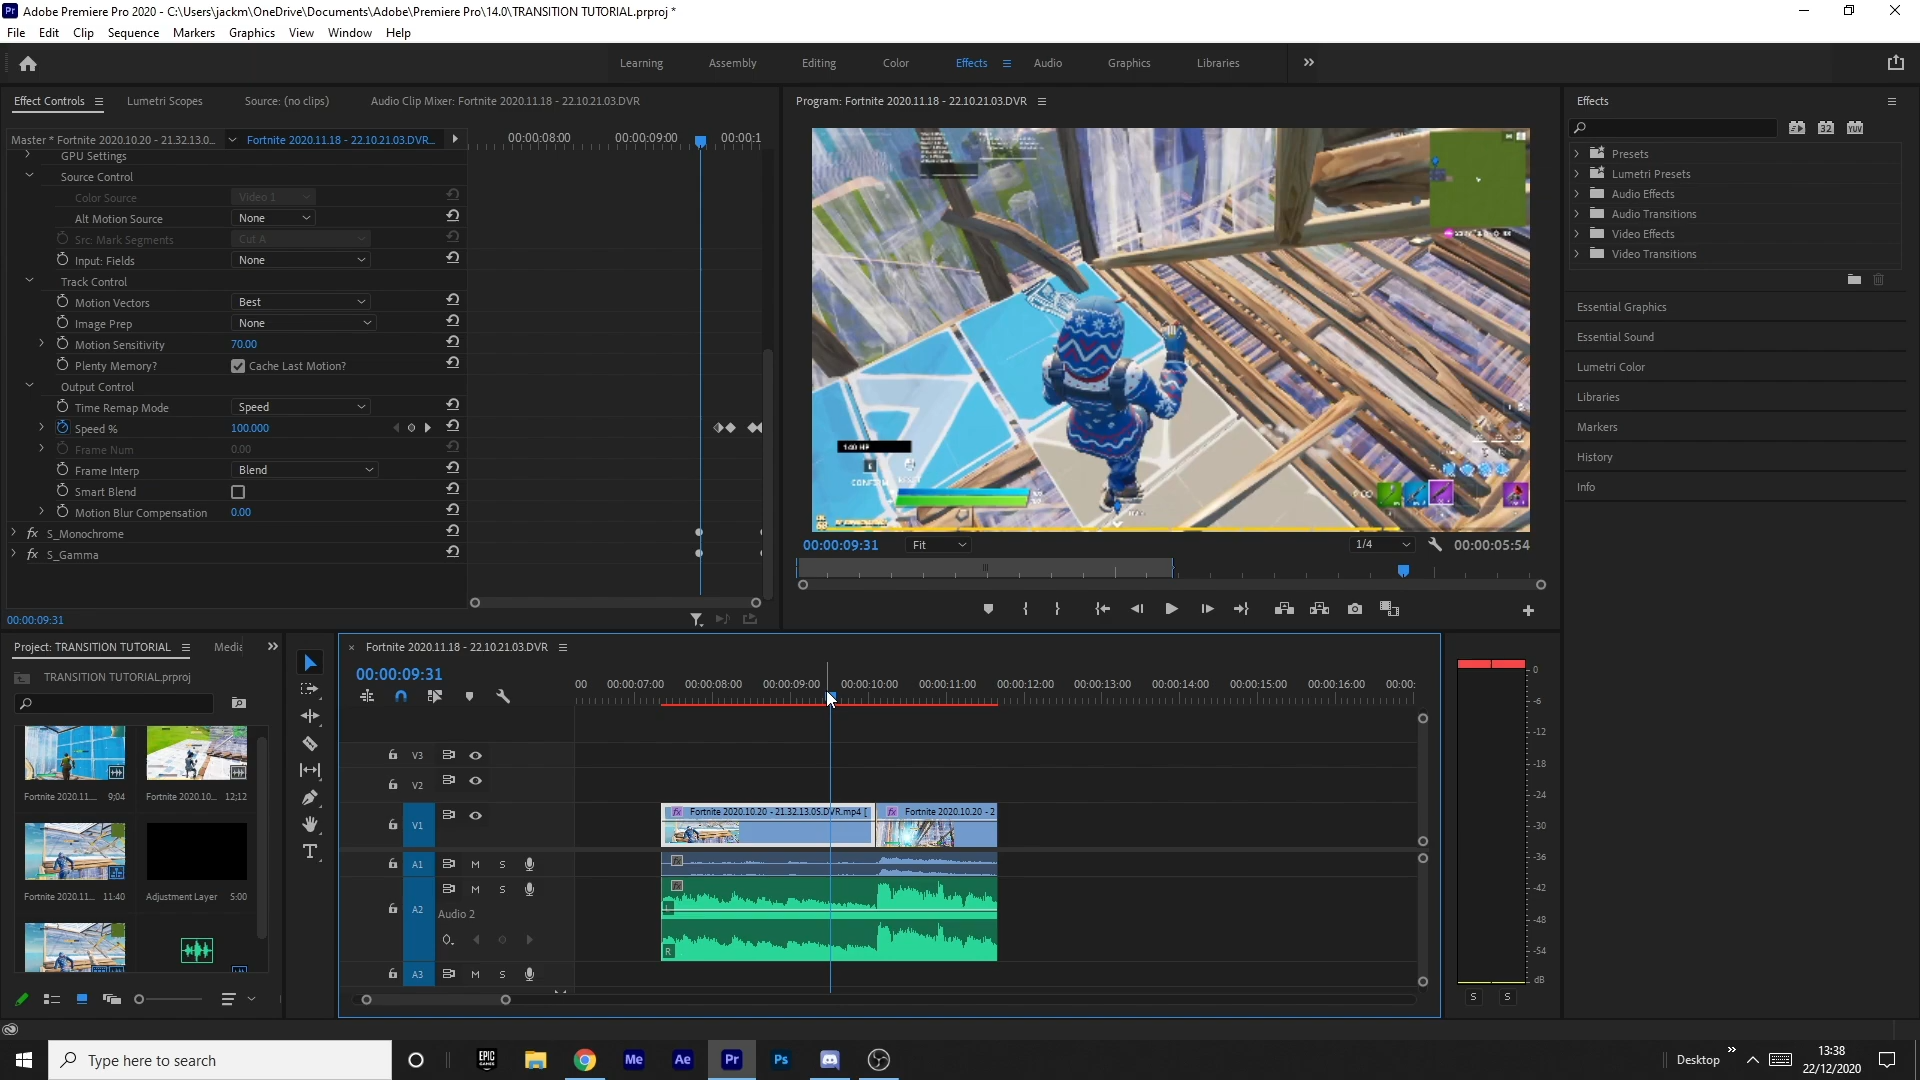 Adobe Premiere Pro 2020 - C:\Users\jackm\OneDrive\Documents\Adobe\Premiere Pro\14.0\TRANSITION TUTORIAL.prproj *
File Edit Clip Sequence Markers Graphics View Window Help
Learning Assembly Editing Color Effects Audio Graphics Libraries
Effect Controls Lumetri Scopes Source: (no clips) Audio Clip Mixer: Fortnite 2020.11.18 - 22.10.21.03.DVR
Program: Fortnite 2020.11.18 - 22.10.21.03.DVR
Effects
Master * Fortnite 2020.10.20 - 21.32.13.0... Fortnite 2020.11.18 - 22.10.21.03.DVR...
00:00:08:00 00:00:09:00 00:00:1
GPU Settings
Source Control
Color Source Video 1
Alt Motion Source None
Src: Mark Segments Cut A
Input: Fields None
Track Control
Motion Vectors Best
Image Prep None
Motion Sensitivity 70.00
Plenty Memory? Cache Last Motion?
Output Control
Time Remap Mode Speed
Speed % 100.000
Frame Num 0.00
Frame Interp Blend
Smart Blend
Motion Blur Compensation 0.00
fx S_Monochrome
fx S_Gamma
00:00:09:31
140 HP
CONFIRM
00:00:09:31 Fit 1/4 00:00:05:54
32 YUV
Presets
Lumetri Presets
Audio Effects
Audio Transitions
Video Effects
Video Transitions
Essential Graphics
Essential Sound
Lumetri Color
Libraries
Markers
History
Info
Project: TRANSITION TUTORIAL Media
TRANSITION TUTORIAL.prproj
Fortnite 2020.11.... 9;04 Fortnite 2020.10... 12;12
Fortnite 2020.11... 11:40 Adjustment Layer 5:00
Fortnite 2020.11.18 - 22.10.21.03.DVR
00:00:09:31
00 00:00:07:00 00:00:08:00 00:00:09:00 00:00:10:00 00:00:11:00 00:00:12:00 00:00:13:00 00:00:14:00 00:00:15:00 00:00:16:00 00:00:
V3
V2
V1
fx Fortnite 2020.10.20 - 21.32.13.05.DVR.mp4 [
fx Fortnite 2020.10.20 - 2
A1 M S
A2 M S
Audio 2
L
R
A3 M S
0
-6
-12
-18
-24
-30
-36
-42
-48
-54
dB
S S
Type here to search
EPIC GAMES
Me Ae Pr Ps
Desktop
13:38
22/12/2020